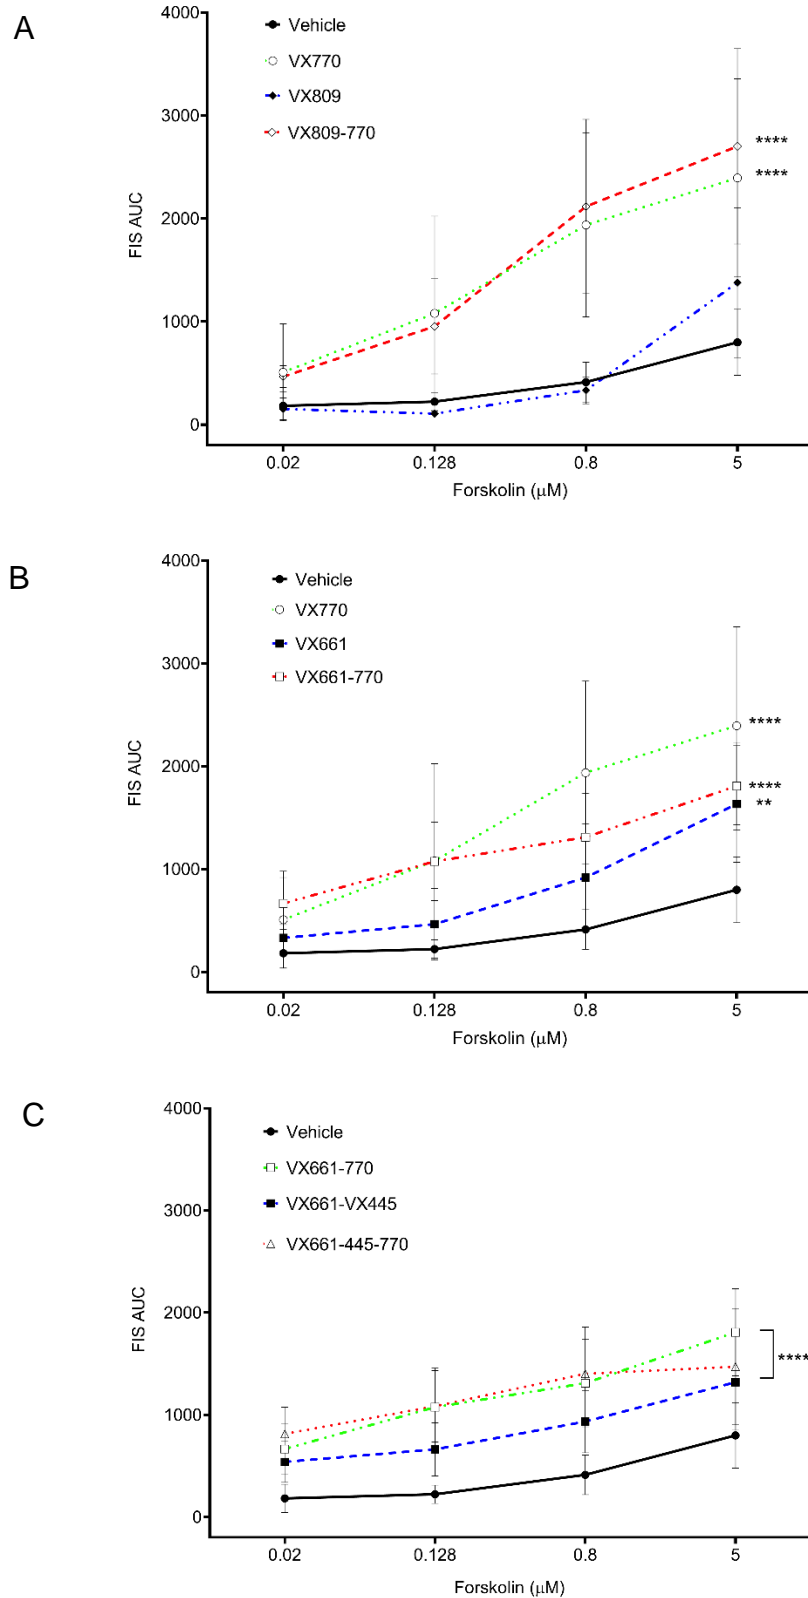 A
4000
3000
2000
1000
0
FIS AUC
Vehicle
VX770
VX809
VX809-770
****
****
0.02 0.128 0.8 5
Forskolin (μM)
B
4000
3000
2000
1000
0
FIS AUC
Vehicle
VX770
VX661
VX661-770
****
****
**
0.02 0.128 0.8 5
Forskolin (μM)
C
4000
3000
2000
1000
0
FIS AUC
Vehicle
VX661-770
VX661-VX445
VX661-445-770
****
0.02 0.128 0.8 5
Forskolin (μM)